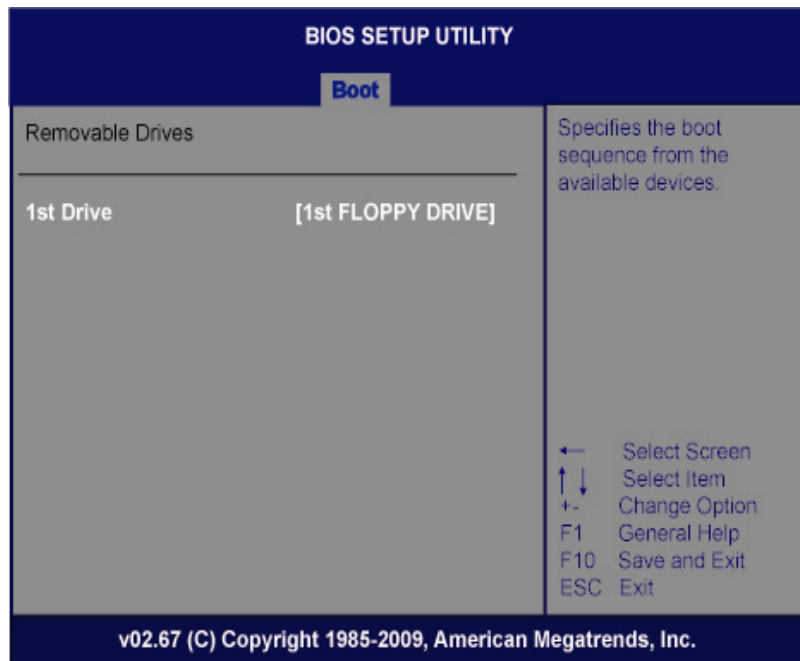 BIOS SETUP UTILITY
Boot
Removable Drives
1st Drive [1st FLOPPY DRIVE]
Specifies the boot
sequence from the
available devices.
← Select Screen
↑ ↓ Select Item
+- Change Option
F1 General Help
F10 Save and Exit
ESC Exit
v02.67 (C) Copyright 1985-2009, American Megatrends, Inc.